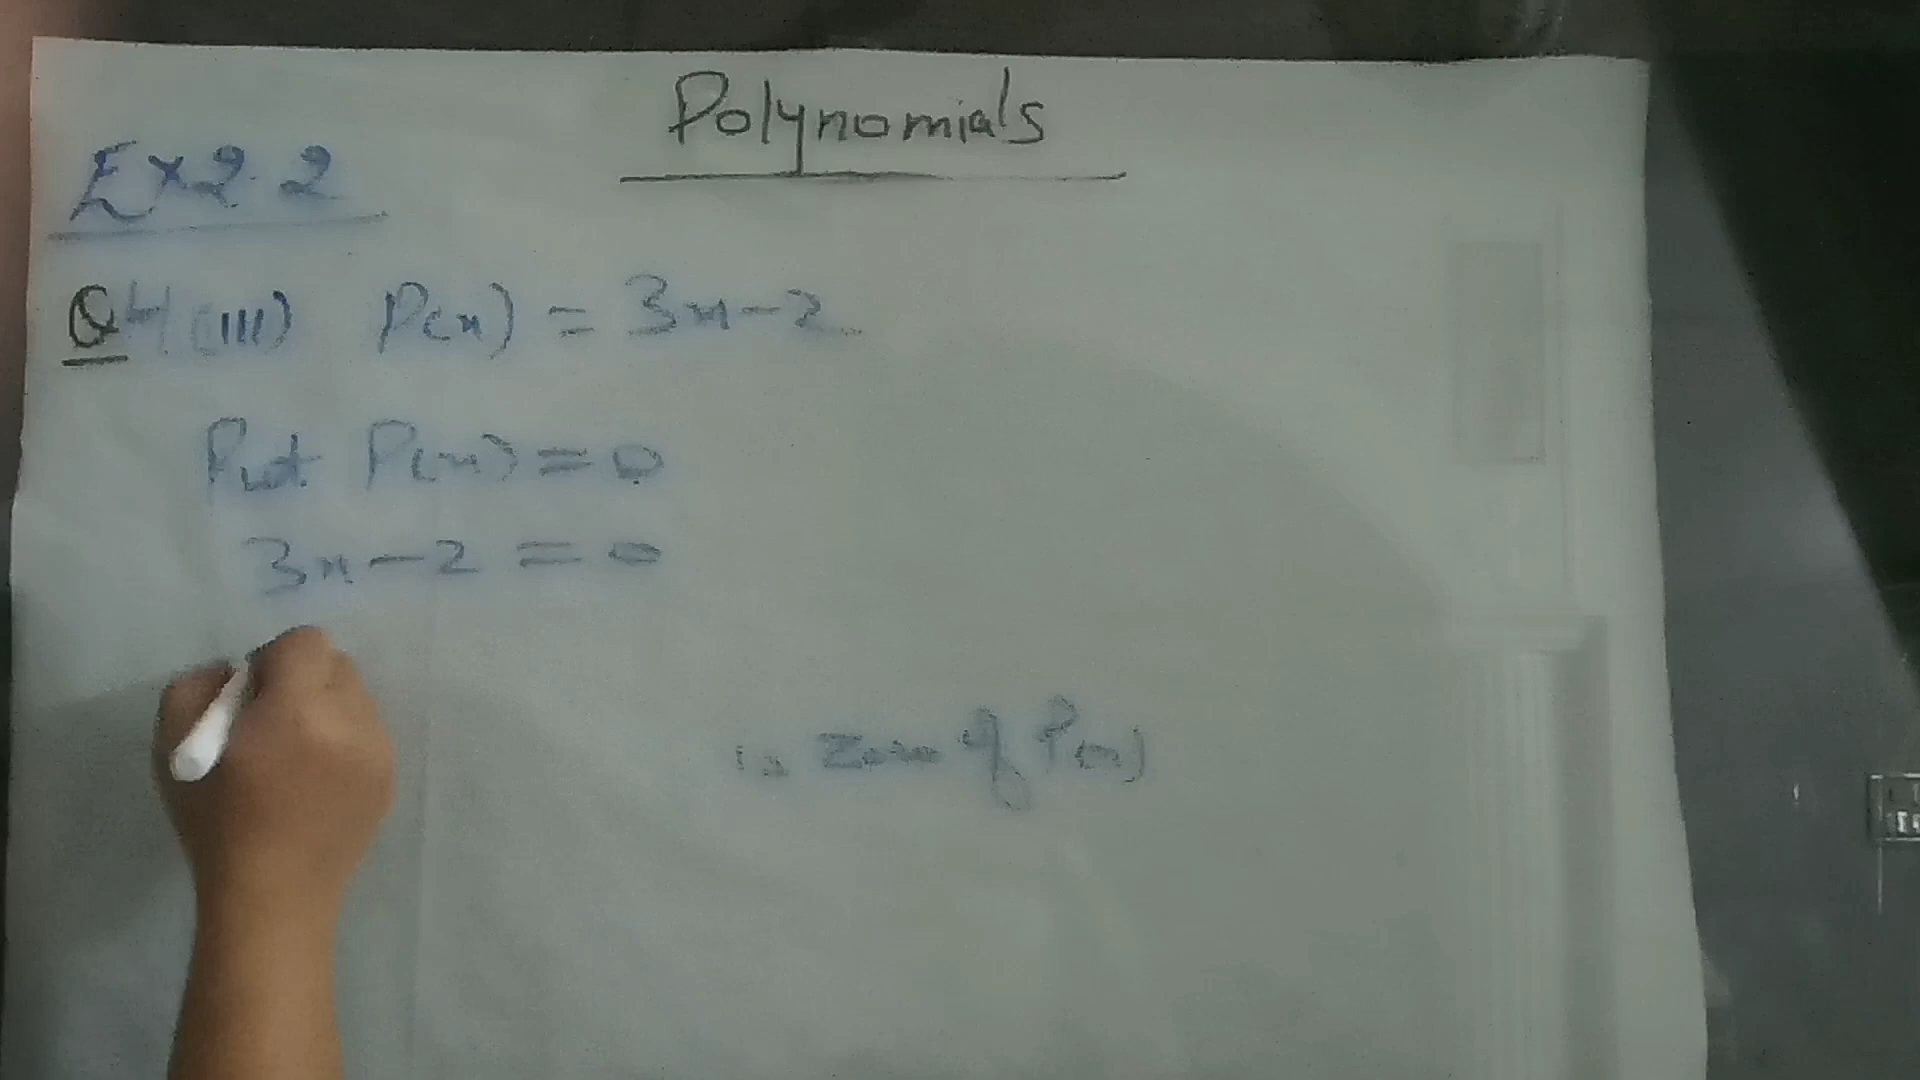 Polynomials
Ex 2.2
Q4 (iii) P(x) = 3x-2
Put P(x) = 0
3x-2 = 0
is Zero of P(x)